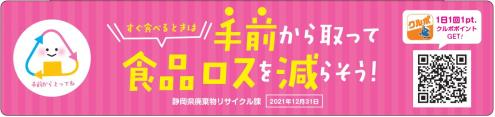 手前からとってね
すぐ食べるときは
手前から取って
食品ロスを減らそう！
静岡県廃棄物リサイクル課 2021年12月31日
クルポ
1日1回1pt.
クルポポイント
GET!